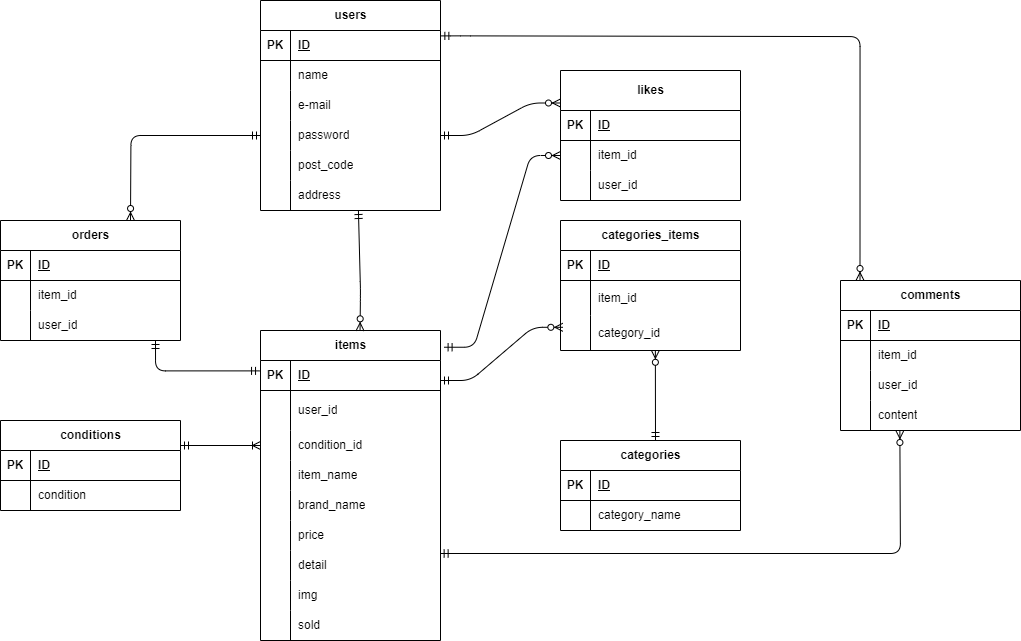 users
PK ID
name
e-mail
password
post_code
address
likes
PK ID
item_id
user_id
orders
PK ID
item_id
user_id
categories_items
PK ID
item_id
category_id
comments
PK ID
item_id
user_id
content
items
PK ID
user_id
condition_id
item_name
brand_name
price
detail
img
sold
conditions
PK ID
condition
categories
PK ID
category_name